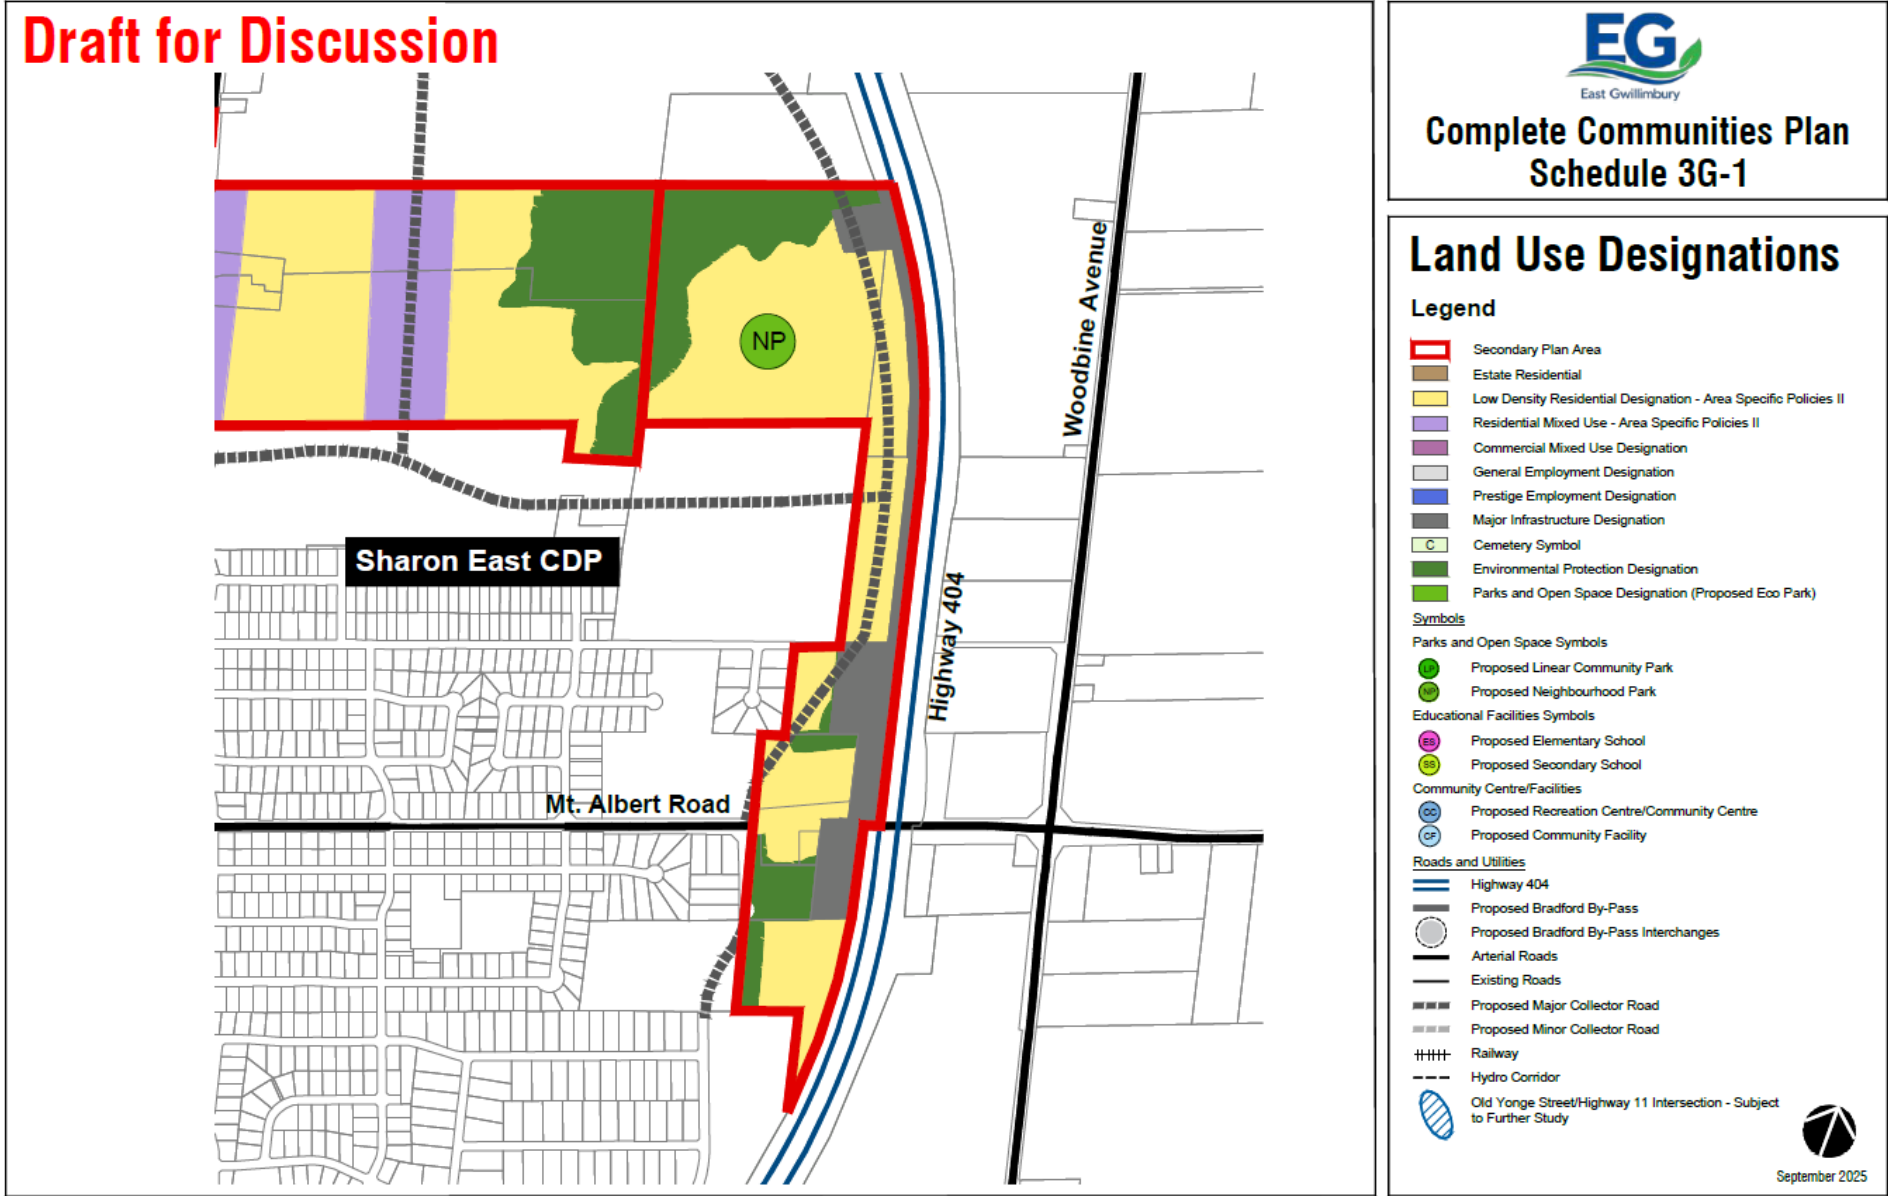 Draft for Discussion
EG
East Gwillimbury
Complete Communities Plan
Schedule 3G-1
Land Use Designations
Legend
Secondary Plan Area
Estate Residential
Low Density Residential Designation - Area Specific Policies II
Residential Mixed Use - Area Specific Policies II
Commercial Mixed Use Designation
General Employment Designation
Prestige Employment Designation
Major Infrastructure Designation
C Cemetery Symbol
Environmental Protection Designation
Parks and Open Space Designation (Proposed Eco Park)
Symbols
Parks and Open Space Symbols
LP Proposed Linear Community Park
NP Proposed Neighbourhood Park
Educational Facilities Symbols
ES Proposed Elementary School
SS Proposed Secondary School
Community Centre/Facilities
CC Proposed Recreation Centre/Community Centre
CF Proposed Community Facility
Roads and Utilities
Highway 404
Proposed Bradford By-Pass
Proposed Bradford By-Pass Interchanges
Arterial Roads
Existing Roads
Proposed Major Collector Road
Proposed Minor Collector Road
Railway
Hydro Corridor
Old Yonge Street/Highway 11 Intersection - Subject
to Further Study
September 2025
Woodbine Avenue
NP
Sharon East CDP
Highway 404
Mt. Albert Road